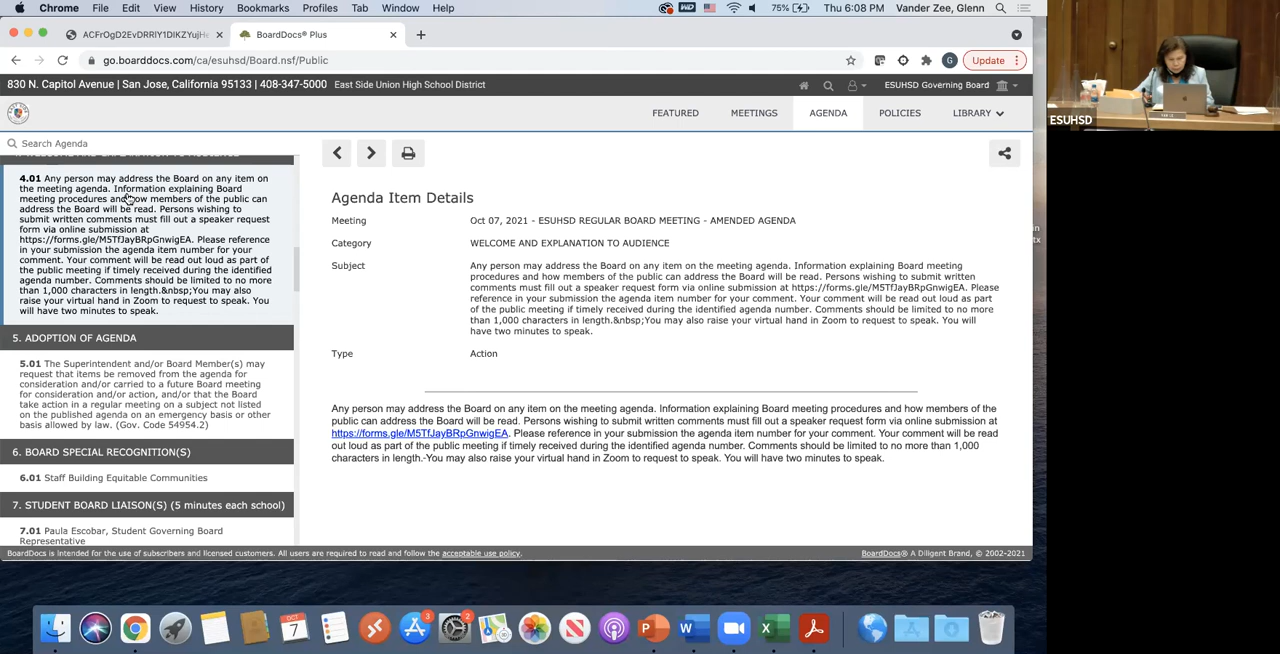 Chrome File Edit View History Bookmarks Profiles Tab Window Help
75% Thu 6:08 PM Vander Zee, Glenn
ACFrOgD2EvDRRIY1DIKZYujHe
BoardDocs® Plus
go.boarddocs.com/ca/esuhsd/Board.nsf/Public
G
Update
830 N. Capitol Avenue | San Jose, California 95133 | 408-347-5000 East Side Union High School District
ESUHSD Governing Board
FEATURED MEETINGS AGENDA POLICIES LIBRARY
Search Agenda
4.01 Any person may address the Board on any item on
the meeting agenda. Information explaining Board
meeting procedures and how members of the public can
address the Board will be read. Persons wishing to
submit written comments must fill out a speaker request
form via online submission at
https://forms.gle/M5TfJayBRpGnwigEA. Please reference
in your submission the agenda item number for your
comment. Your comment will be read out loud as part of
the public meeting if timely received during the identified
agenda number. Comments should be limited to no more
than 1,000 characters in length.&nbsp;You may also
raise your virtual hand in Zoom to request to speak. You
will have two minutes to speak.
5. ADOPTION OF AGENDA
5.01 The Superintendent and/or Board Member(s) may
request that items be removed from the agenda for
consideration and/or carried to a future Board meeting
for consideration and/or action, and/or that the Board
take action in a regular meeting on a subject not listed
on the published agenda on an emergency basis or other
basis allowed by law. (Gov. Code 54954.2)
6. BOARD SPECIAL RECOGNITION(S)
6.01 Staff Building Equitable Communities
7. STUDENT BOARD LIAISON(S) (5 minutes each school)
7.01 Paula Escobar, Student Governing Board
Representative
Agenda Item Details
Meeting Oct 07, 2021 - ESUHSD REGULAR BOARD MEETING - AMENDED AGENDA
Category WELCOME AND EXPLANATION TO AUDIENCE
Subject Any person may address the Board on any item on the meeting agenda. Information explaining Board meeting
procedures and how members of the public can address the Board will be read. Persons wishing to submit written
comments must fill out a speaker request form via online submission at https://forms.gle/M5TfJayBRpGnwigEA. Please
reference in your submission the agenda item number for your comment. Your comment will be read out loud as part
of the public meeting if timely received during the identified agenda number. Comments should be limited to no more
than 1,000 characters in length.&nbsp;You may also raise your virtual hand in Zoom to request to speak. You will
have two minutes to speak.
Type Action
Any person may address the Board on any item on the meeting agenda. Information explaining Board meeting procedures and how members of the
public can address the Board will be read. Persons wishing to submit written comments must fill out a speaker request form via online submission at
https://forms.gle/M5TfJayBRpGnwigEA. Please reference in your submission the agenda item number for your comment. Your comment will be read
out loud as part of the public meeting if timely received during the identified agenda number. Comments should be limited to no more than 1,000
characters in length.-You may also raise your virtual hand in Zoom to request to speak. You will have two minutes to speak.
BoardDocs is intended for the use of subscribers and licensed customers. All users are required to read and follow the acceptable use policy.
BoardDocs® A Diligent Brand, © 2002-2021
ESUHSD
OCT
7
3
2